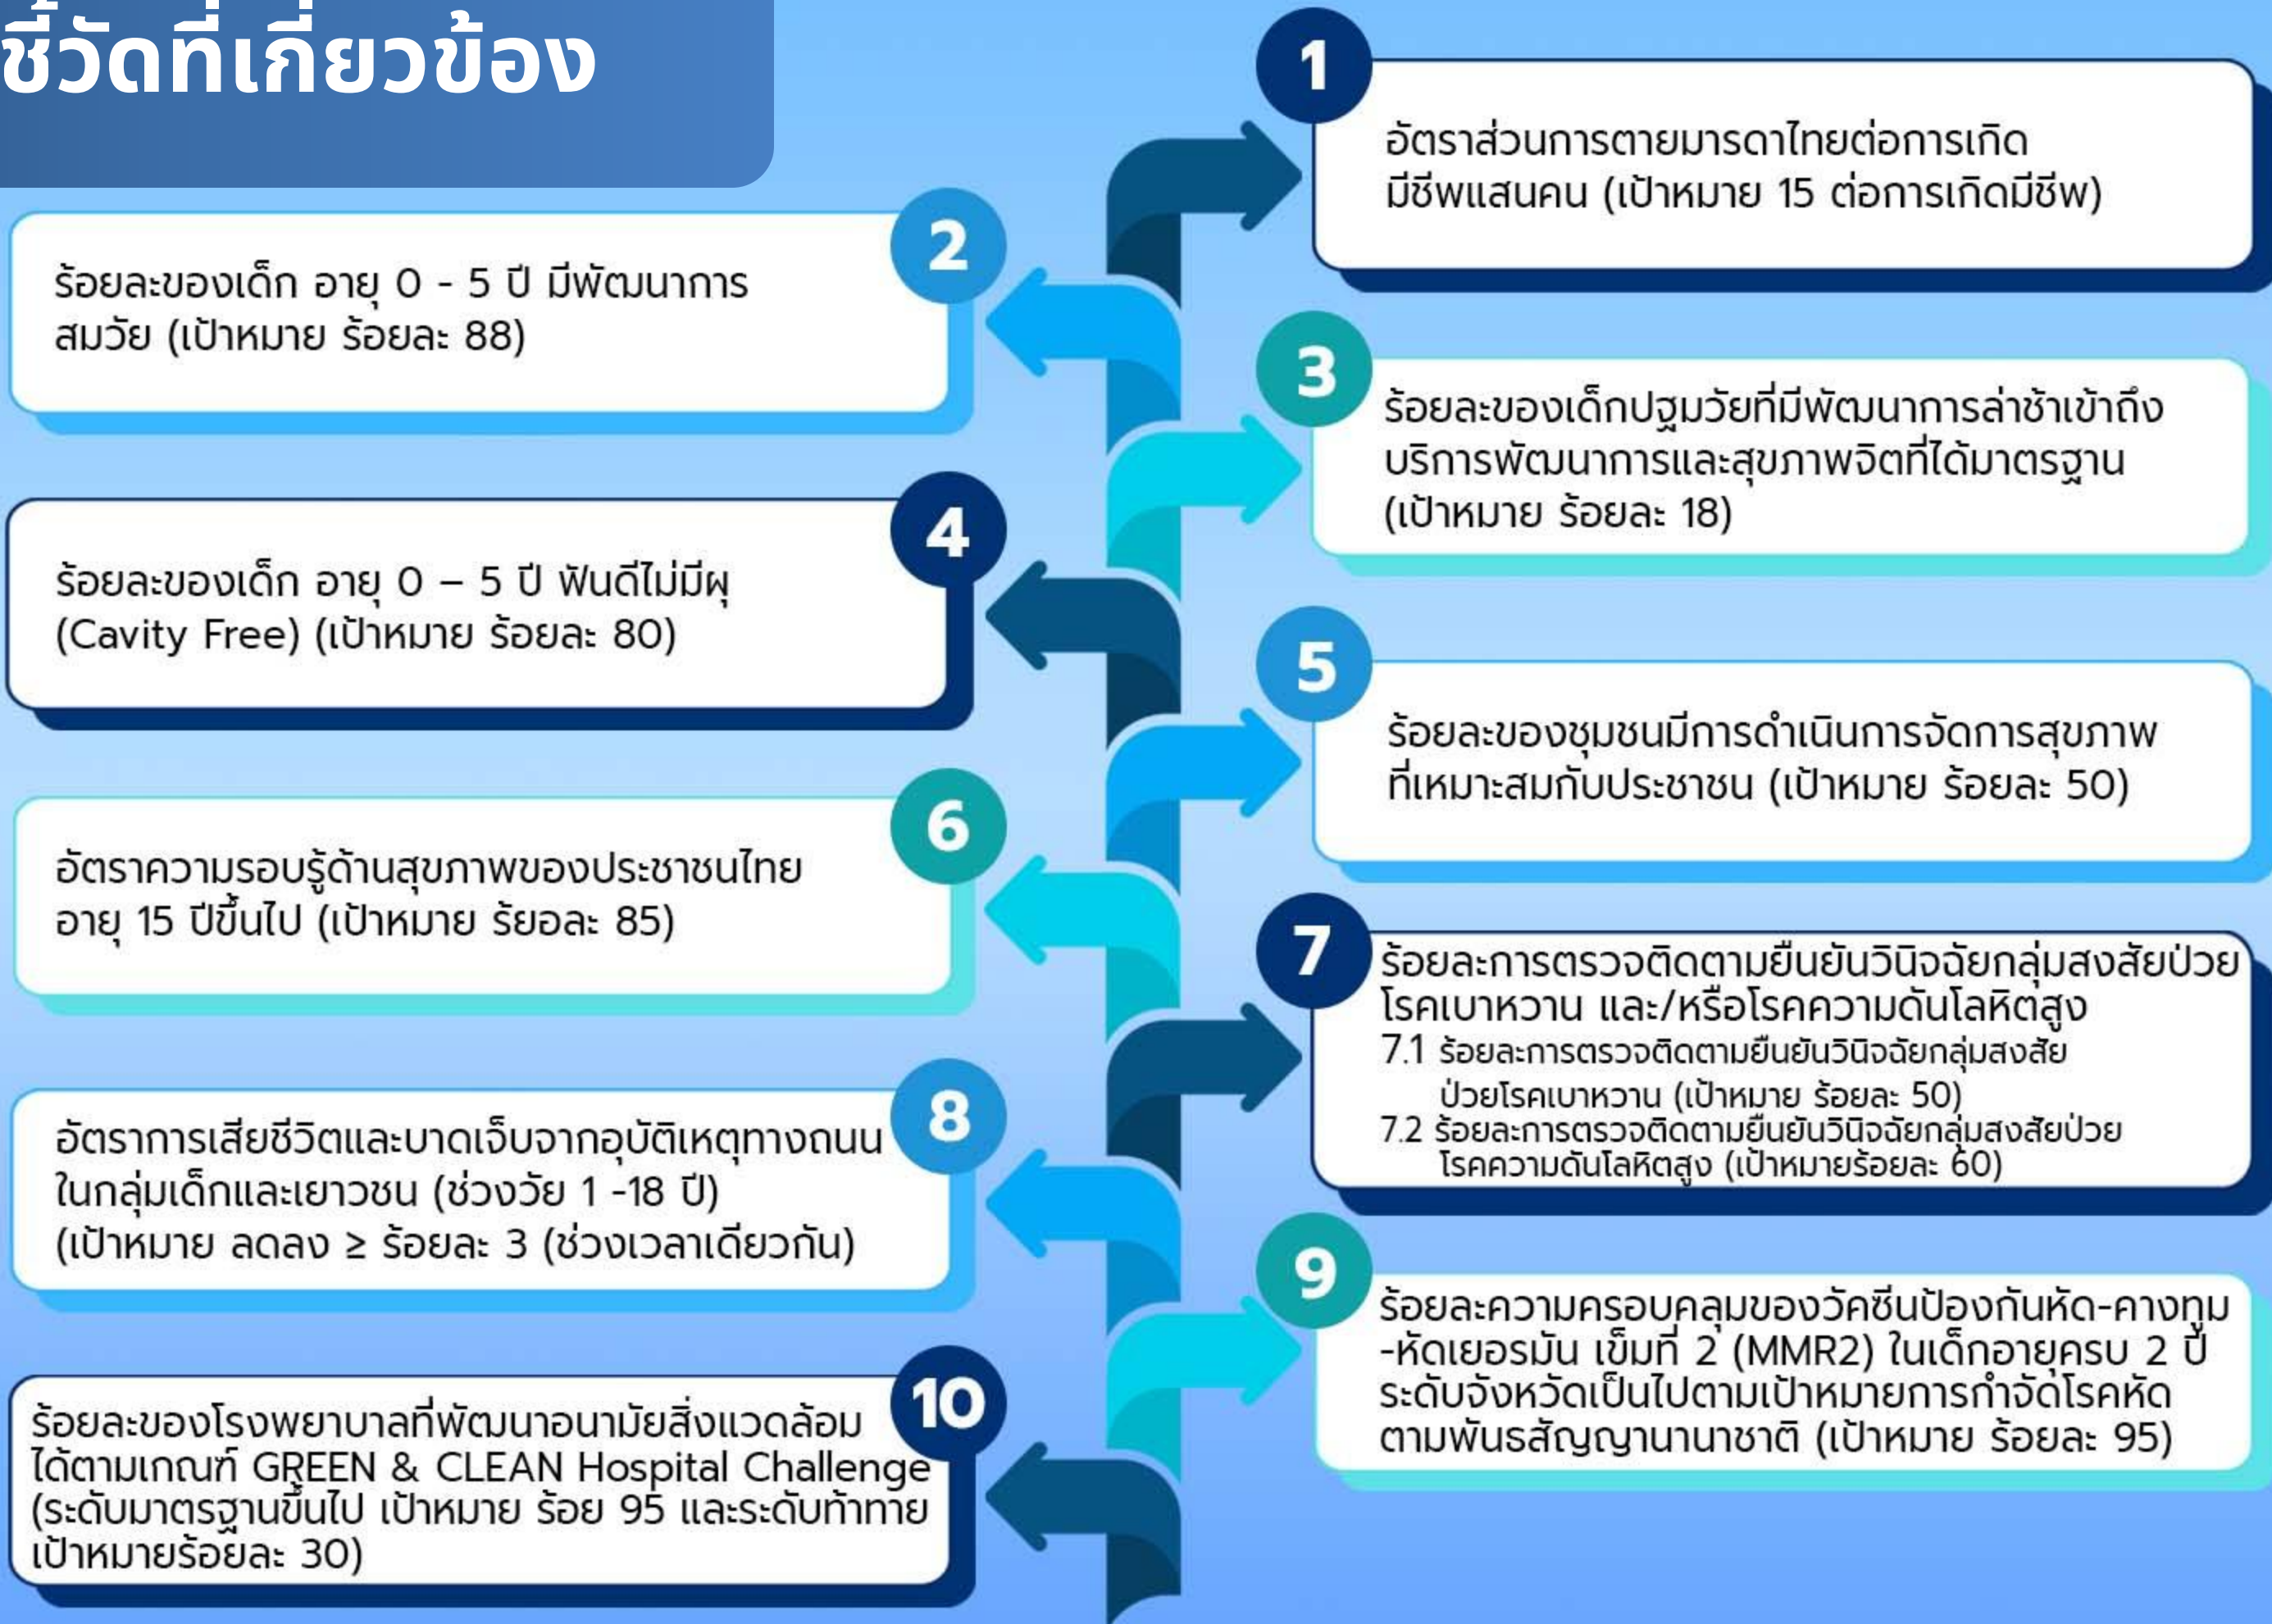 ชี้วัดที่เกี่ยวข้อง
1
อัตราส่วนการตายมารดาไทยต่อการเกิด
มีชีพแสนคน (เป้าหมาย 15 ต่อการเกิดมีชีพ)
2
ร้อยละของเด็ก อายุ 0 - 5 ปี มีพัฒนาการ
สมวัย (เป้าหมาย ร้อยละ 88)
3
ร้อยละของเด็กปฐมวัยที่มีพัฒนาการล่าช้าเข้าถึง
บริการพัฒนาการและสุขภาพจิตที่ได้มาตรฐาน
(เป้าหมาย ร้อยละ 18)
4
ร้อยละของเด็ก อายุ 0 – 5 ปี ฟันดีไม่มีผุ
(Cavity Free) (เป้าหมาย ร้อยละ 80)
5
ร้อยละของชุมชนมีการดำเนินการจัดการสุขภาพ
ที่เหมาะสมกับประชาชน (เป้าหมาย ร้อยละ 50)
6
อัตราความรอบรู้ด้านสุขภาพของประชาชนไทย
อายุ 15 ปีขึ้นไป (เป้าหมาย ร้ยอละ 85)
7
ร้อยละการตรวจติดตามยืนยันวินิจฉัยกลุ่มสงสัยป่วย
โรคเบาหวาน และ/หรือโรคความดันโลหิตสูง
7.1 ร้อยละการตรวจติดตามยืนยันวินิจฉัยกลุ่มสงสัย
ป่วยโรคเบาหวาน (เป้าหมาย ร้อยละ 50)
7.2 ร้อยละการตรวจติดตามยืนยันวินิจฉัยกลุ่มสงสัยป่วย
โรคความดันโลหิตสูง (เป้าหมายร้อยละ 60)
8
อัตราการเสียชีวิตและบาดเจ็บจากอุบัติเหตุทางถนน
ในกลุ่มเด็กและเยาวชน (ช่วงวัย 1 -18 ปี)
(เป้าหมาย ลดลง ≥ ร้อยละ 3 (ช่วงเวลาเดียวกัน)
9
ร้อยละความครอบคลุมของวัคซีนป้องกันหัด-คางทูม
-หัดเยอรมัน เข็มที่ 2 (MMR2) ในเด็กอายุครบ 2 ปี
ระดับจังหวัดเป็นไปตามเป้าหมายการกำจัดโรคหัด
ตามพันธสัญญานานาชาติ (เป้าหมาย ร้อยละ 95)
10
ร้อยละของโรงพยาบาลที่พัฒนาอนามัยสิ่งแวดล้อม
ได้ตามเกณฑ์ GREEN & CLEAN Hospital Challenge
(ระดับมาตรฐานขึ้นไป เป้าหมาย ร้อย 95 และระดับท้าทาย
เป้าหมายร้อยละ 30)